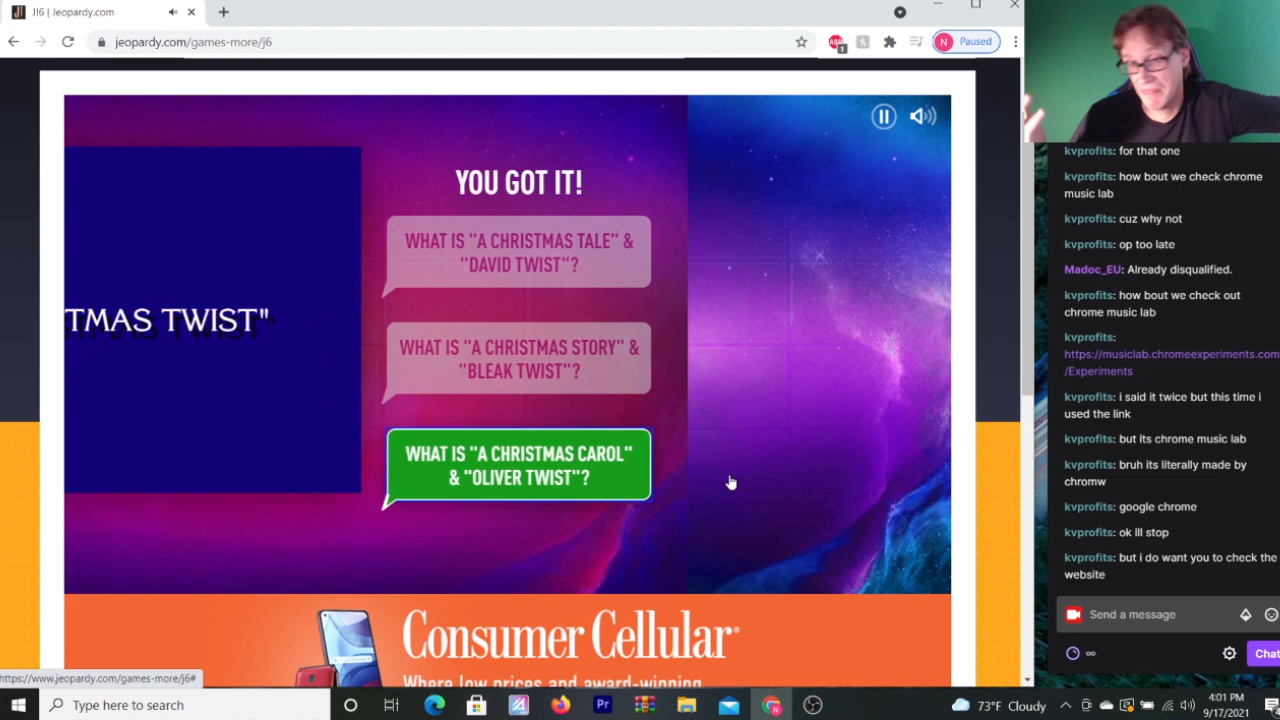 J!6 | Jeopardy.com
jeopardy.com/games-more/j6
ABP
1
N
Paused
YOU GOT IT!
WHAT IS "A CHRISTMAS TALE" &
"DAVID TWIST"?
TMAS TWIST"
WHAT IS "A CHRISTMAS STORY" &
"BLEAK TWIST"?
WHAT IS "A CHRISTMAS CAROL"
& "OLIVER TWIST"?
Consumer Cellular®
Where low prices and award-winning
https://www.jeopardy.com/games-more/j6#
kvprofits: for that one
kvprofits: how bout we check chrome
music lab
kvprofits: cuz why not
kvprofits: op too late
Madoc_EU: Already disqualified.
kvprofits: how bout we check out
chrome music lab
kvprofits:
https://musiclab.chromeexperiments.com
/Experiments
kvprofits: i said it twice but this time i
used the link
kvprofits: but its chrome music lab
kvprofits: bruh its literally made by
chromw
kvprofits: google chrome
kvprofits: ok ill stop
kvprofits: but i do want you to check the
website
Send a message
∞
Chat
Type here to search
Pr
N
73°F Cloudy
4:01 PM
9/17/2021